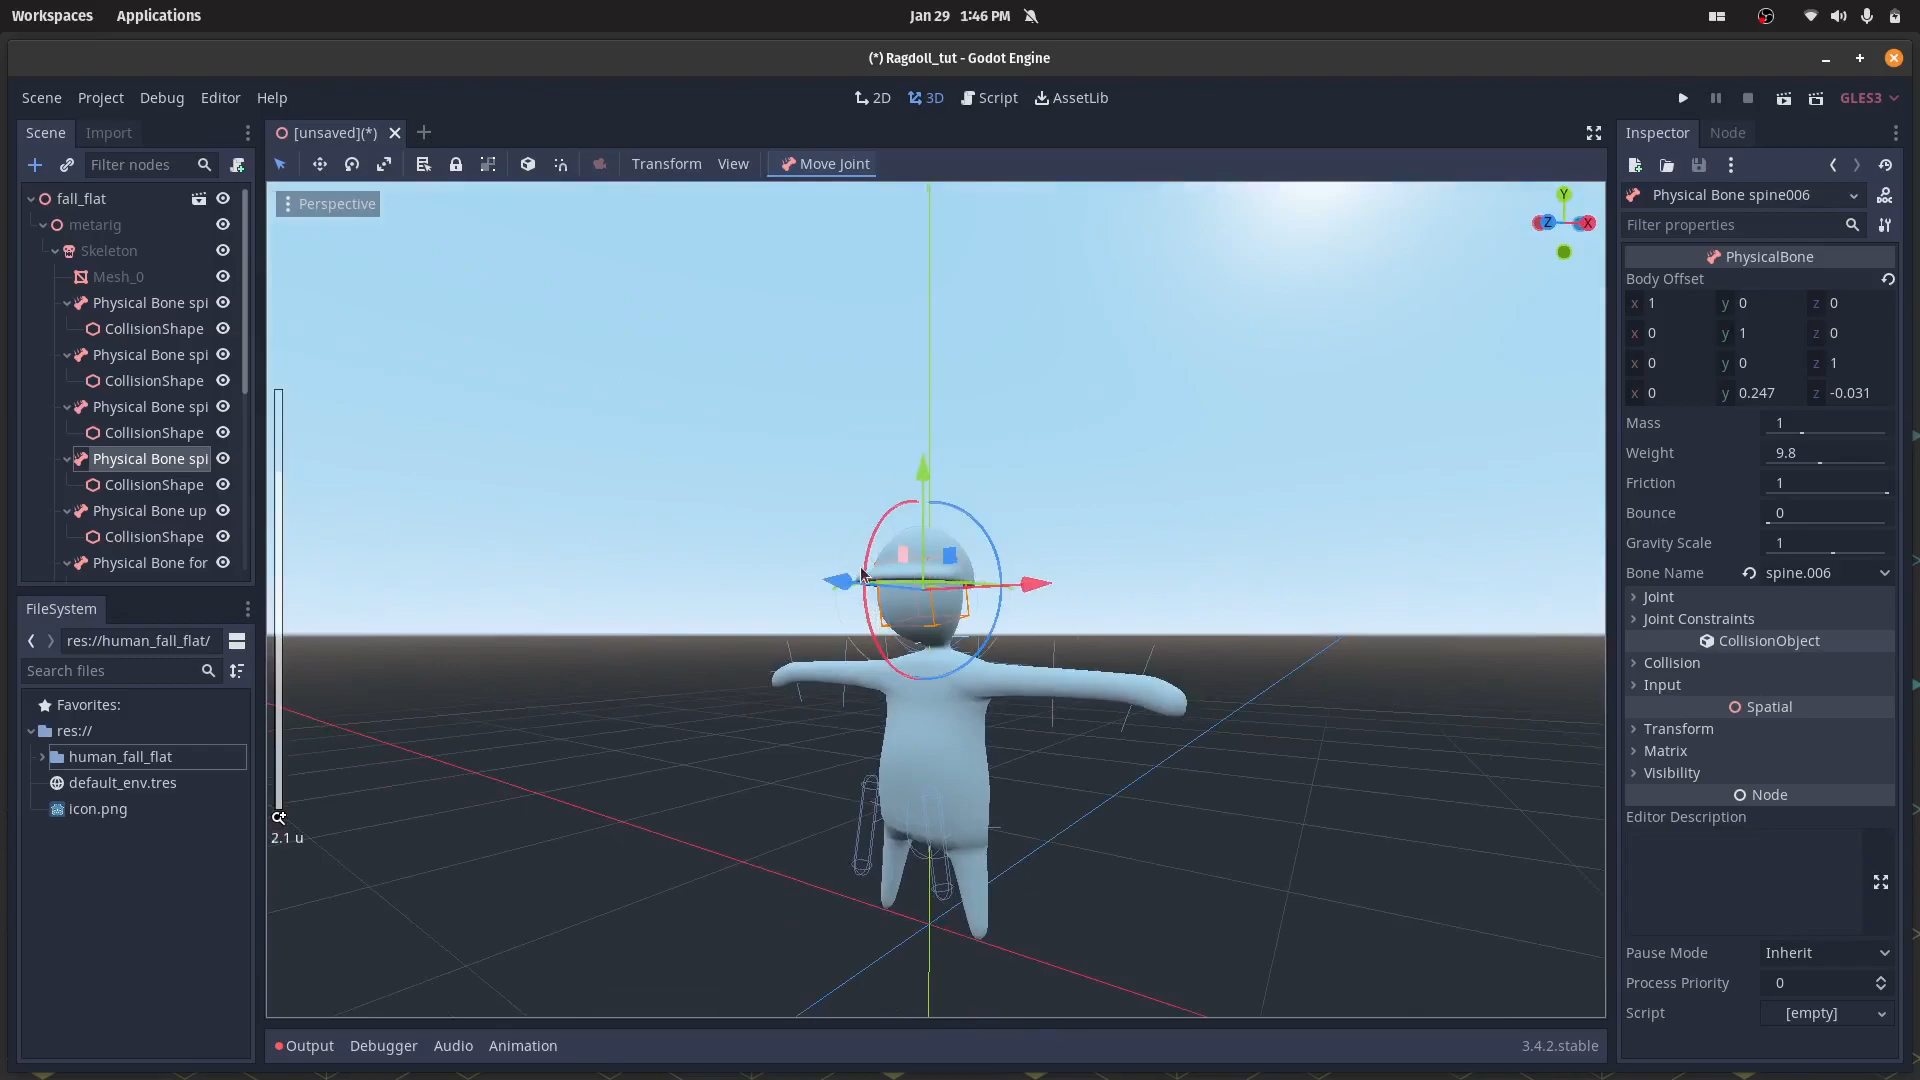 Workspaces Applications Jan 29 1:46 PM
(*) Ragdoll_tut - Godot Engine
Scene Project Debug Editor Help 2D 3D Script AssetLib GLES3
Scene Import [unsaved](*) Inspector Node
Filter nodes Transform View Move Joint
fall_flat Perspective Y Z X Physical Bone spine006
metarig Filter properties
Skeleton PhysicalBone
Mesh_0 Body Offset
Physical Bone spi x 1 y 0 z 0
CollisionShape x 0 y 1 z 0
Physical Bone spi x 0 y 0 z 1
CollisionShape x 0 y 0.247 z -0.031
Physical Bone spi Mass 1
CollisionShape Weight 9.8
Physical Bone spi Friction 1
CollisionShape Bounce 0
Physical Bone up Gravity Scale 1
CollisionShape Bone Name spine.006
Physical Bone for Joint
FileSystem Joint Constraints
res://human_fall_flat/ CollisionObject
Search files Collision
Favorites: Input
res:// Spatial
human_fall_flat Transform
default_env.tres Matrix
icon.png Visibility
2.1 u Node
Editor Description
Pause Mode Inherit
Process Priority 0
Script [empty]
Output Debugger Audio Animation 3.4.2.stable